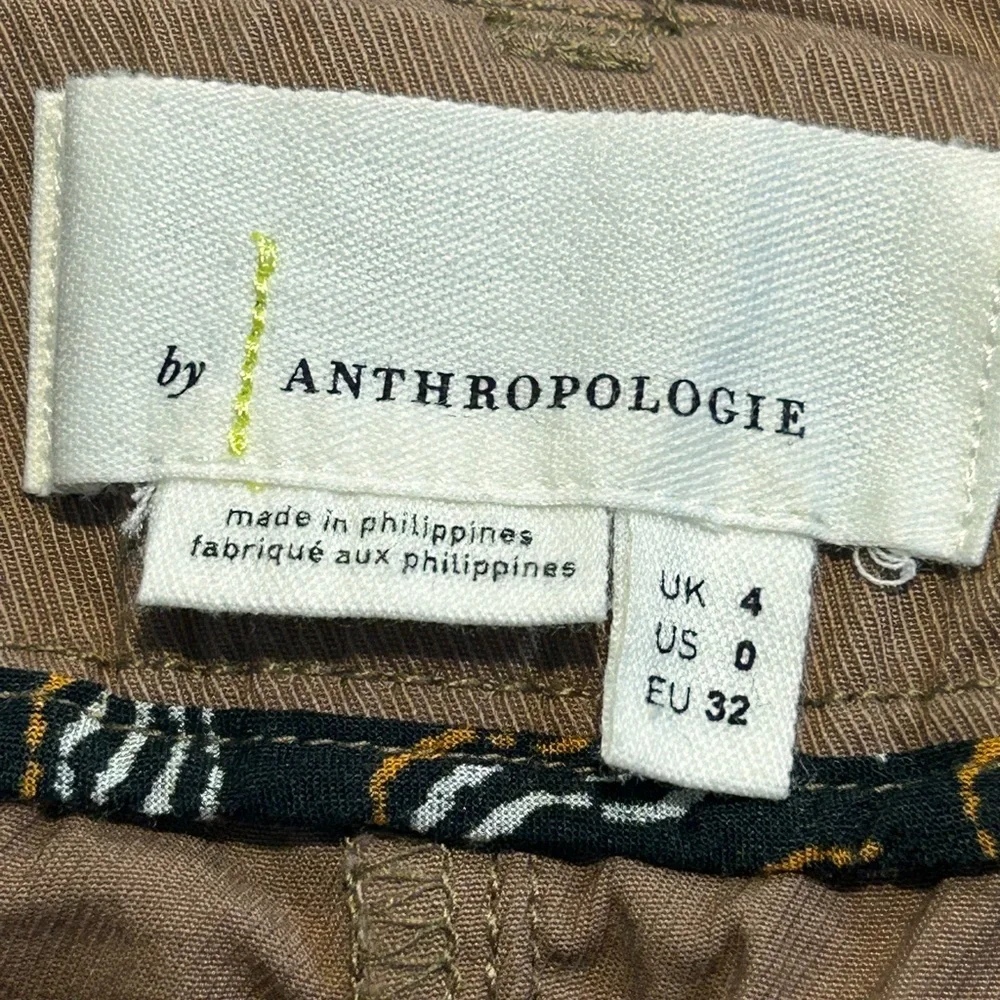 by ANTHROPOLOGIE
made in philippines
fabriqué aux philippines
UK 4
US 0
EU 32